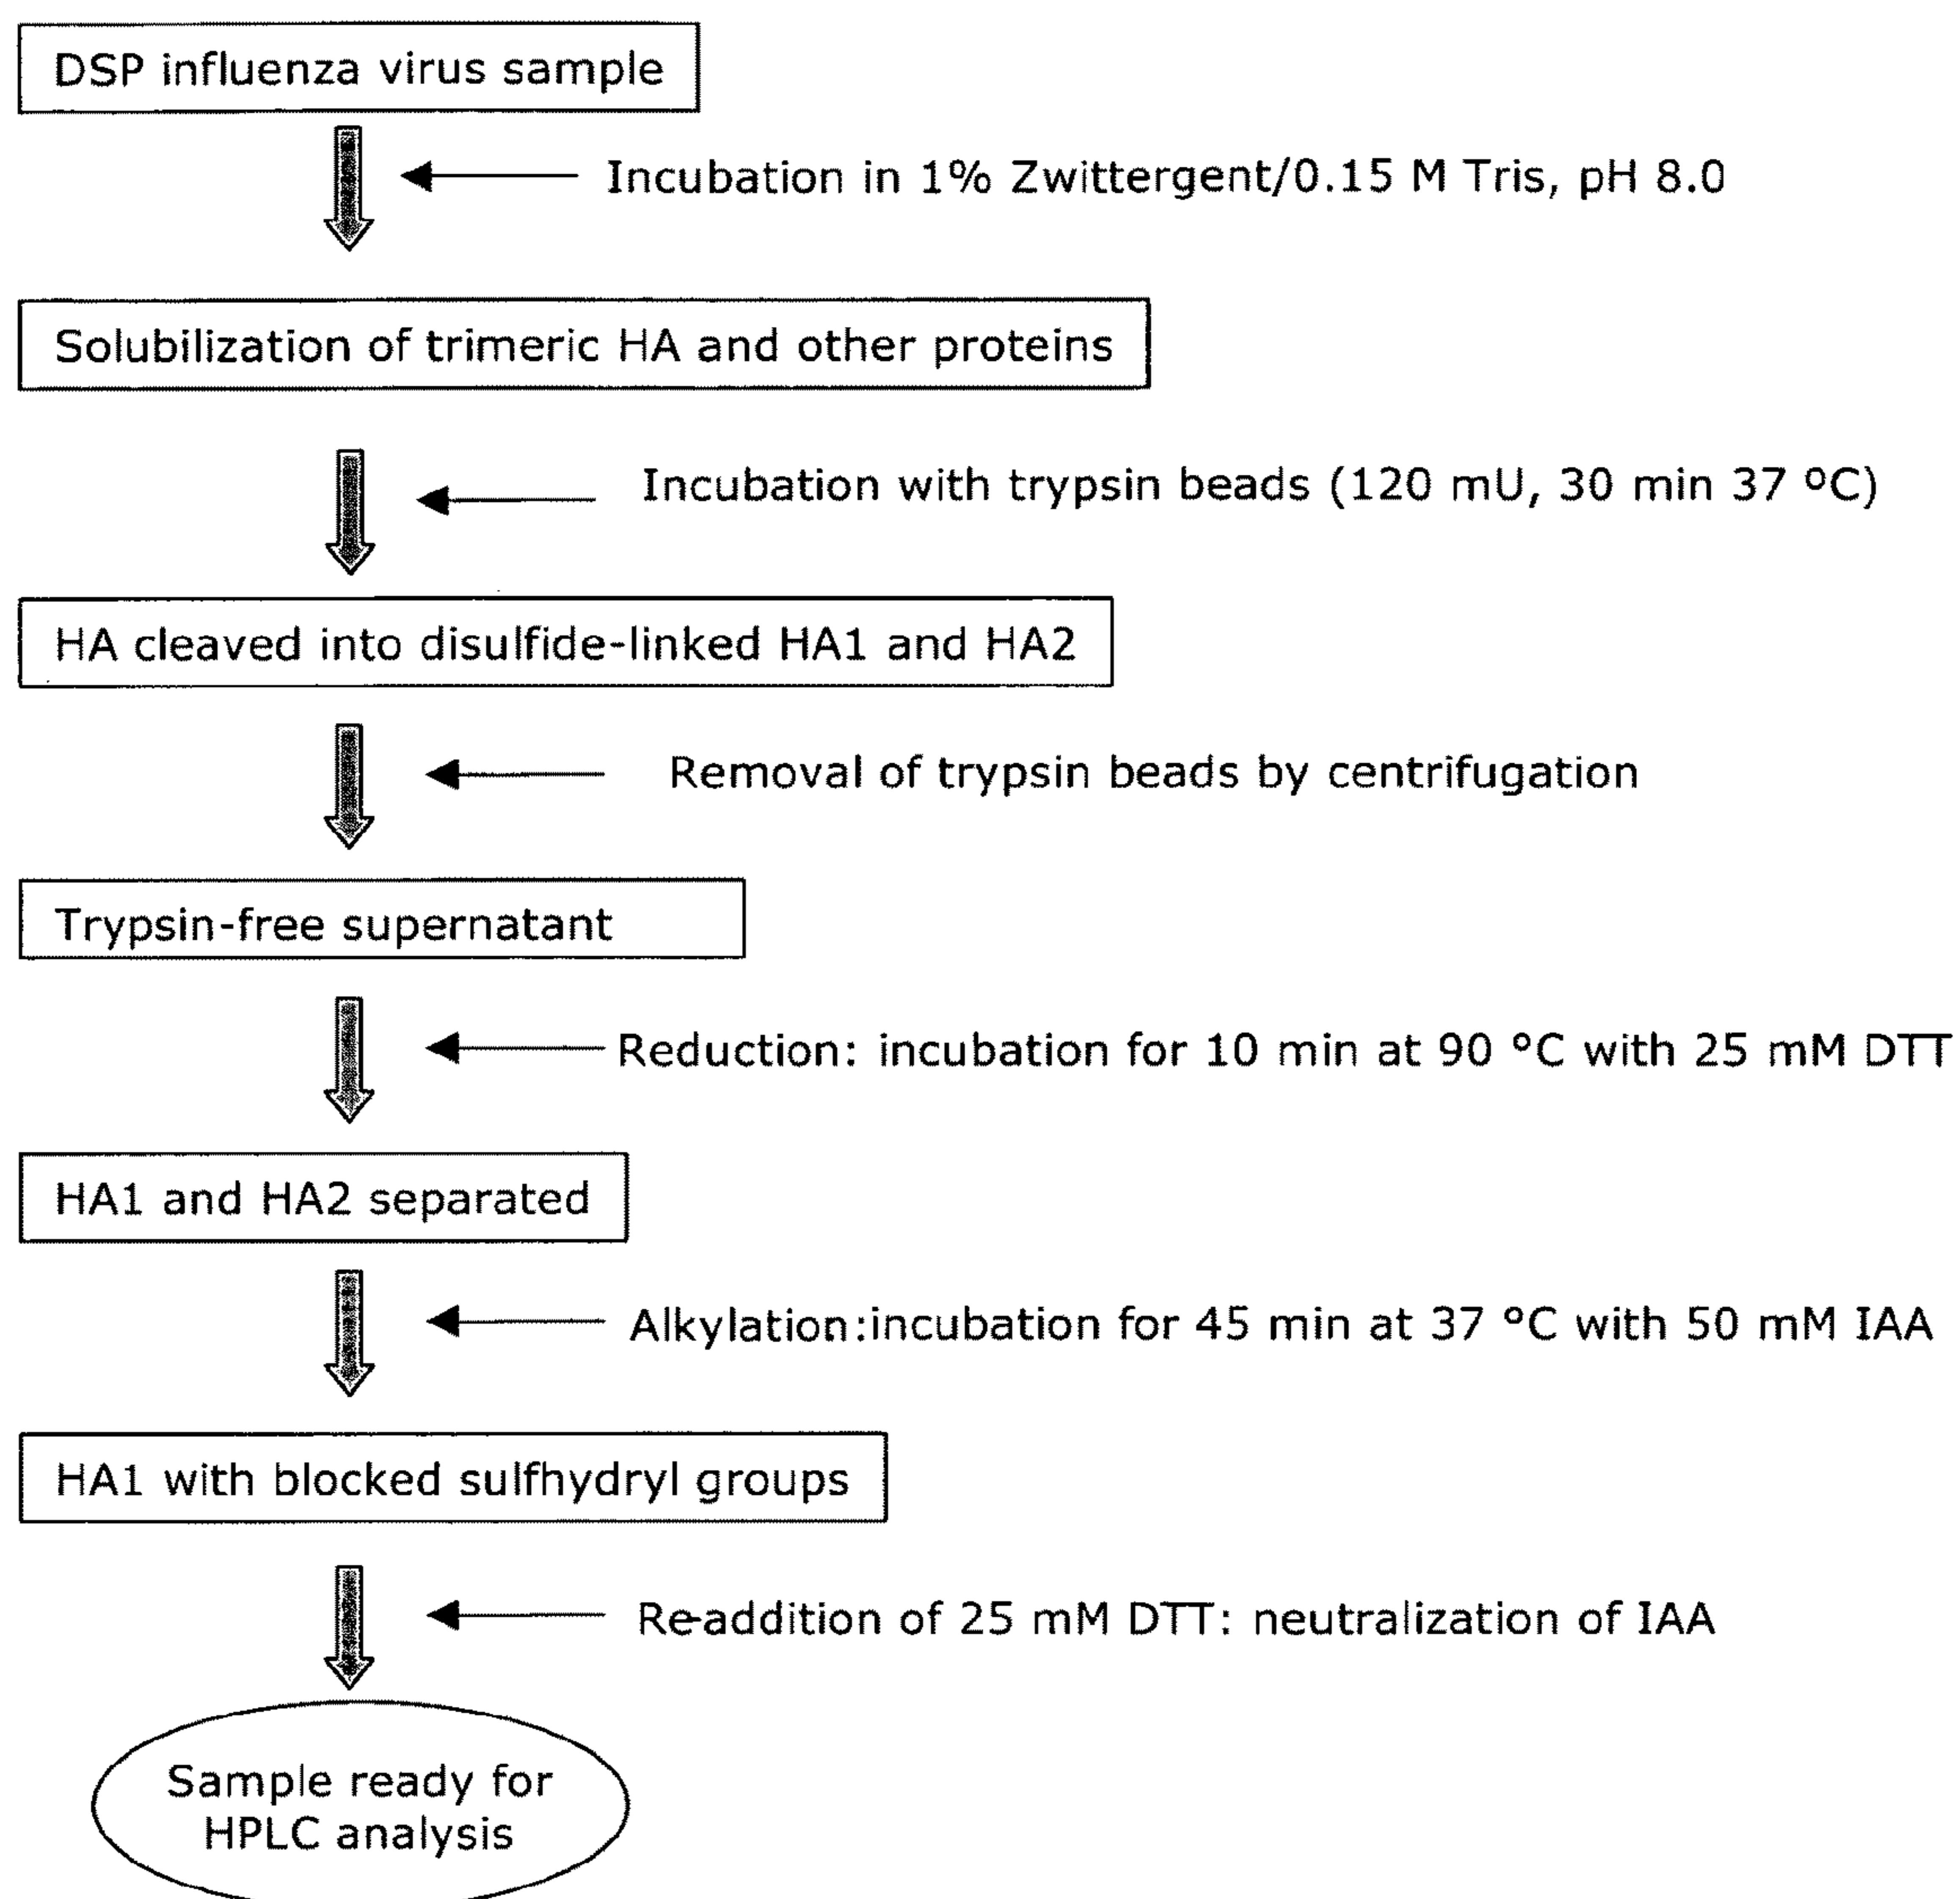 DSP influenza virus sample
Incubation in 1% Zwittergent/0.15 M Tris, pH 8.0
Solubilization of trimeric HA and other proteins
Incubation with trypsin beads (120 mU, 30 min 37 ºC)
HA cleaved into disulfide-linked HA1 and HA2
Removal of trypsin beads by centrifugation
Trypsin-free supernatant
Reduction: incubation for 10 min at 90 °C with 25 mM DTT
HA1 and HA2 separated
Alkylation:incubation for 45 min at 37 ºC with 50 mM IAA
HA1 with blocked sulfhydryl groups
Re-addition of 25 mM DTT: neutralization of IAA
Sample ready for
HPLC analysis